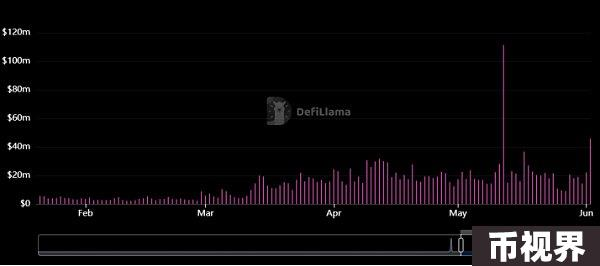 $120m
$100m
$80m
$60m
$40m
$20m
$0
DefiLlama
Feb Mar Apr May Jun
币视界